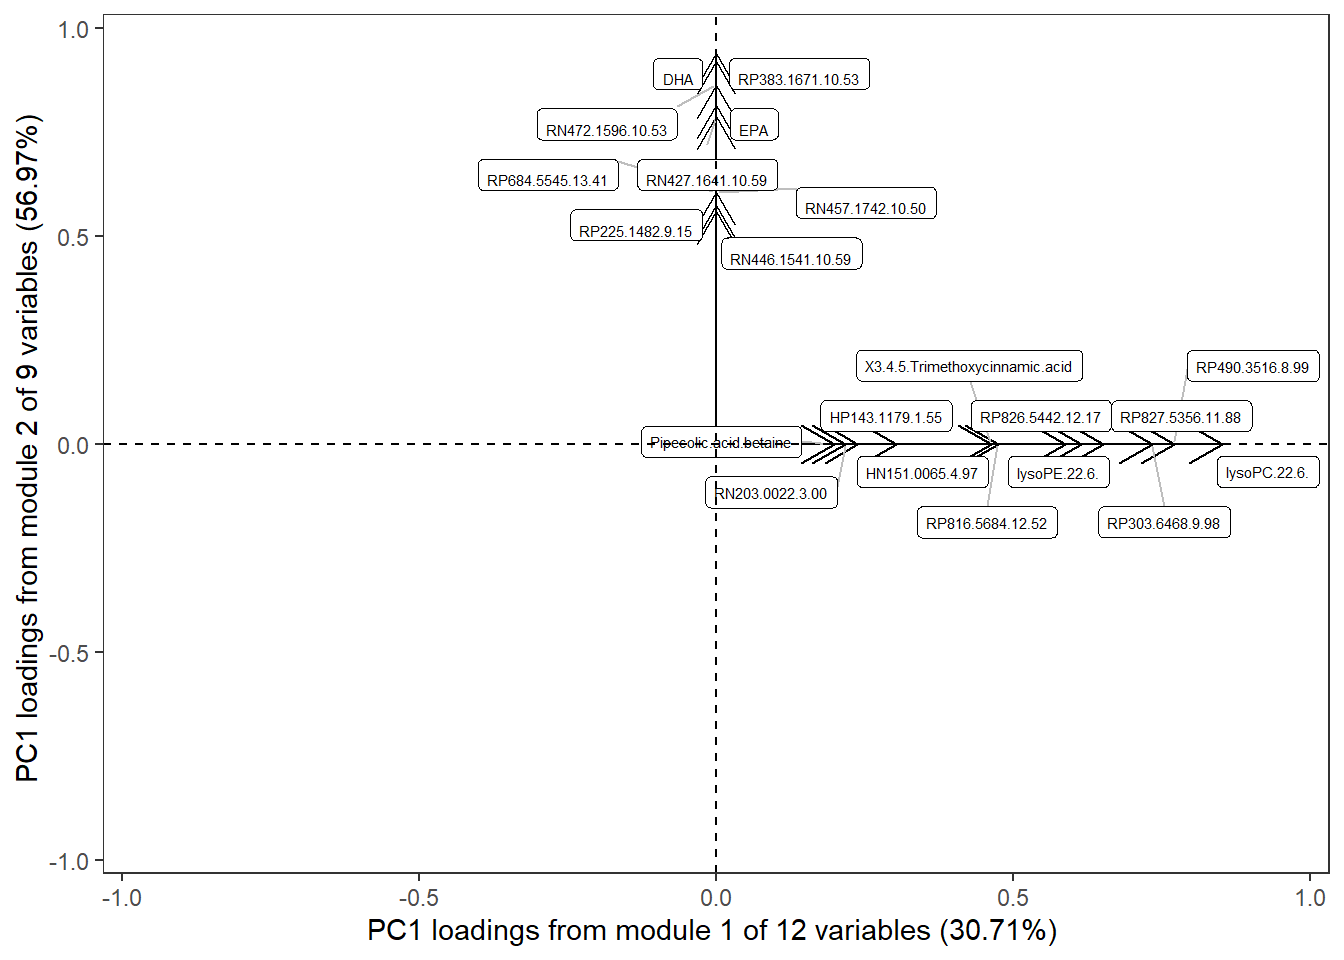 PC1 loadings from module 2 of 9 variables (56.97%)
1.0
0.5
0.0
-0.5
-1.0
DHA
RP383.1671.10.53
RN472.1596.10.53
EPA
RP684.5545.13.41
RN427.1641.10.59
RN457.1742.10.50
RP225.1482.9.15
RN446.1541.10.59
X3.4.5.Trimethoxycinnamic.acid
RP490.3516.8.99
HP143.1179.1.55
RP826.5442.12.17
RP827.5356.11.88
Pipecolic.acid.betaine
HN151.0065.4.97
lysoPE.22.6.
lysoPC.22.6.
RN203.0022.3.00
RP816.5684.12.52
RP303.6468.9.98
-1.0
-0.5
0.0
0.5
1.0
PC1 loadings from module 1 of 12 variables (30.71%)